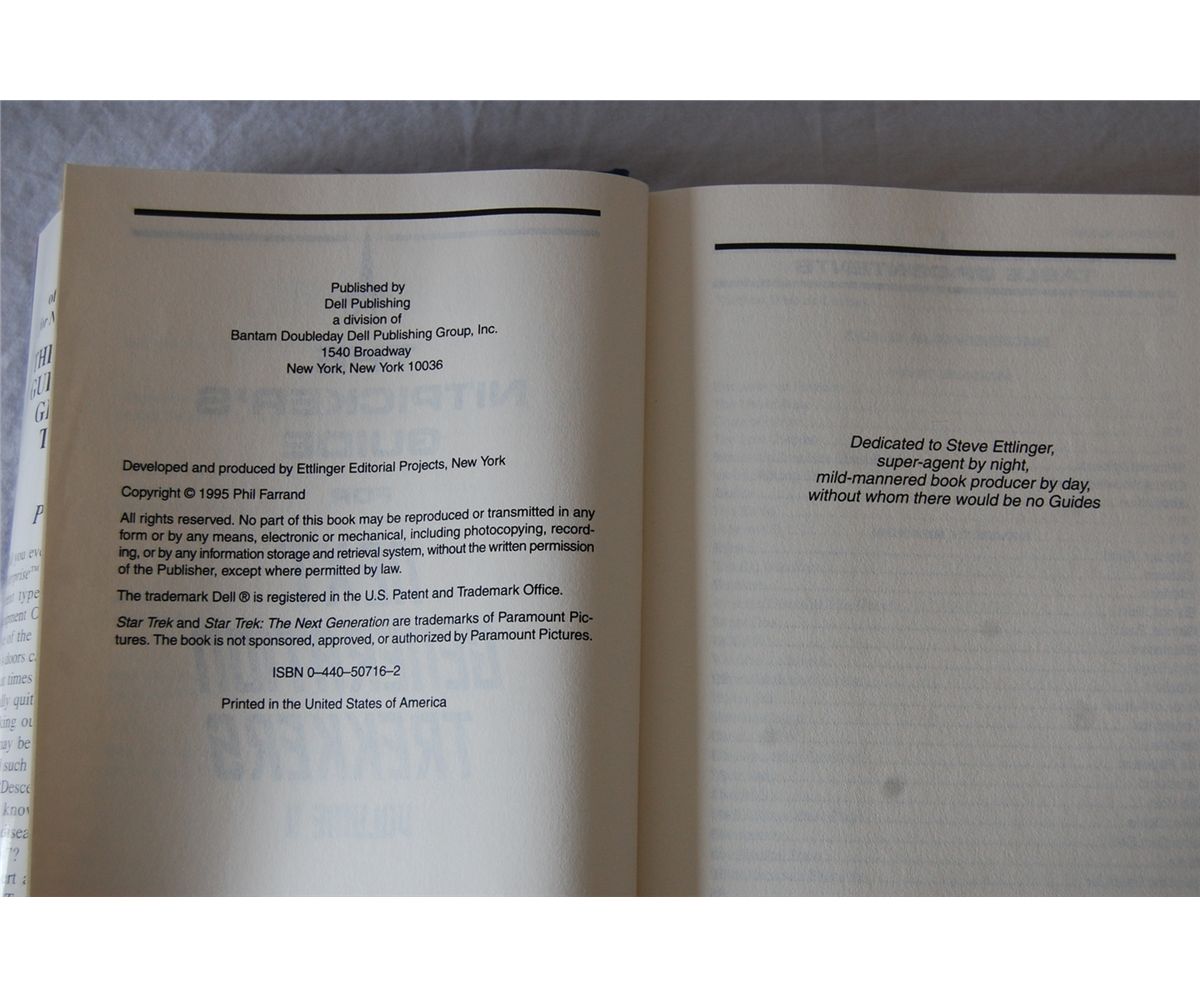 Published by
Dell Publishing
a division of
Bantam Doubleday Dell Publishing Group, Inc.
1540 Broadway
New York, New York 10036
Developed and produced by Ettlinger Editorial Projects, New York
Copyright © 1995 Phil Farrand
All rights reserved. No part of this book may be reproduced or transmitted in any
form or by any means, electronic or mechanical, including photocopying, record-
ing, or by any information storage and retrieval system, without the written permission
of the Publisher, except where permitted by law.
The trademark Dell ® is registered in the U.S. Patent and Trademark Office.
Star Trek and Star Trek: The Next Generation are trademarks of Paramount Pic-
tures. The book is not sponsored, approved, or authorized by Paramount Pictures.
ISBN 0–440–50716–2
Printed in the United States of America
Dedicated to Steve Ettlinger,
super-agent by night,
mild-mannered book producer by day,
without whom there would be no Guides